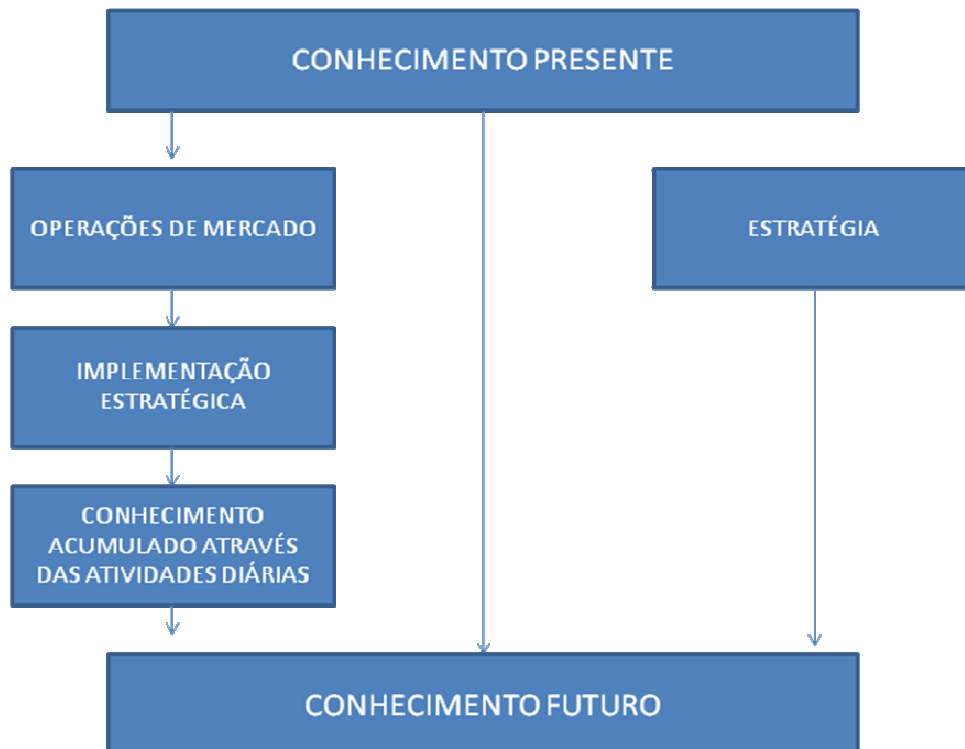 CONHECIMENTO PRESENTE
OPERAÇÕES DE MERCADO
ESTRATÉGIA
IMPLEMENTAÇÃO
ESTRATÉGICA
CONHECIMENTO
ACUMULADO ATRAVÉS
DAS ATIVIDADES DIÁRIAS
CONHECIMENTO FUTURO